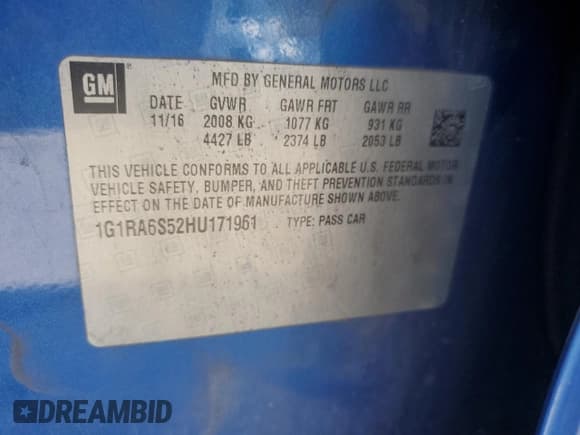 GM
MFD BY GENERAL MOTORS LLC
DATE GVWR GAWR FRT GAWR RR
11/16 2008 KG 1077 KG 931 KG
4427 LB 2374 LB 2053 LB
THIS VEHICLE CONFORMS TO ALL APPLICABLE U.S. FEDERAL MOTOR
VEHICLE SAFETY, BUMPER, AND THEFT PREVENTION STANDARDS IN
EFFECT ON THE DATE OF MANUFACTURE SHOWN ABOVE.
1G1RA6S52HU171961 TYPE: PASS CAR
DREAMBID